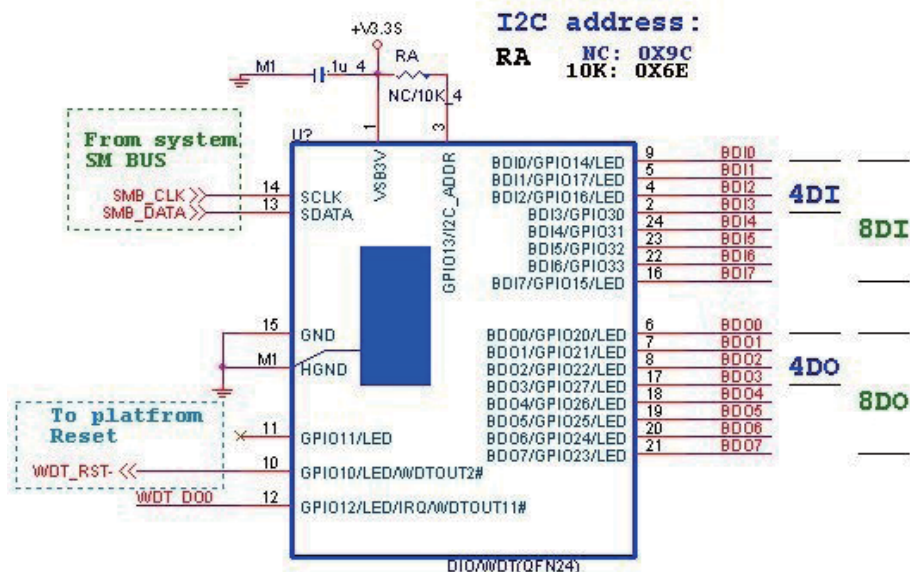 I2C address:
RA NC: 0X9C
10K: 0X6E
+V3.3S
RA
M1 .1u_4
NC/10K_4
From system
SM BUS
U?
1
3
VSB3V
GPIO13/I2C_ADDR
SMB_CLK 14 SCLK
SMB_DATA 13 SDATA
BDI0/GPIO14/LED 9 BDI0
BDI1/GPIO17/LED 5 BDI1
BDI2/GPIO16/LED 4 BDI2
BDI3/GPIO30 2 BDI3
BDI4/GPIO31 24 BDI4
BDI5/GPIO32 23 BDI5
BDI6/GPIO33 22 BDI6
BDI7/GPIO15/LED 16 BDI7
4DI
8DI
15 GND
M1 HGND
BDO0/GPIO20/LED 6 BDO0
BDO1/GPIO21/LED 7 BDO1
BDO2/GPIO22/LED 8 BDO2
BDO3/GPIO27/LED 17 BDO3
BDO4/GPIO26/LED 18 BDO4
BDO5/GPIO25/LED 19 BDO5
BDO6/GPIO24/LED 20 BDO6
BDO7/GPIO23/LED 21 BDO7
4DO
8DO
To platfrom
Reset
11 GPIO11/LED
WDT_RST- 10 GPIO10/LED/WDTOUT2#
WDT_DO0 12 GPIO12/LED/IRQ/WDTOUT11#
DIO/WDT(QFN24)